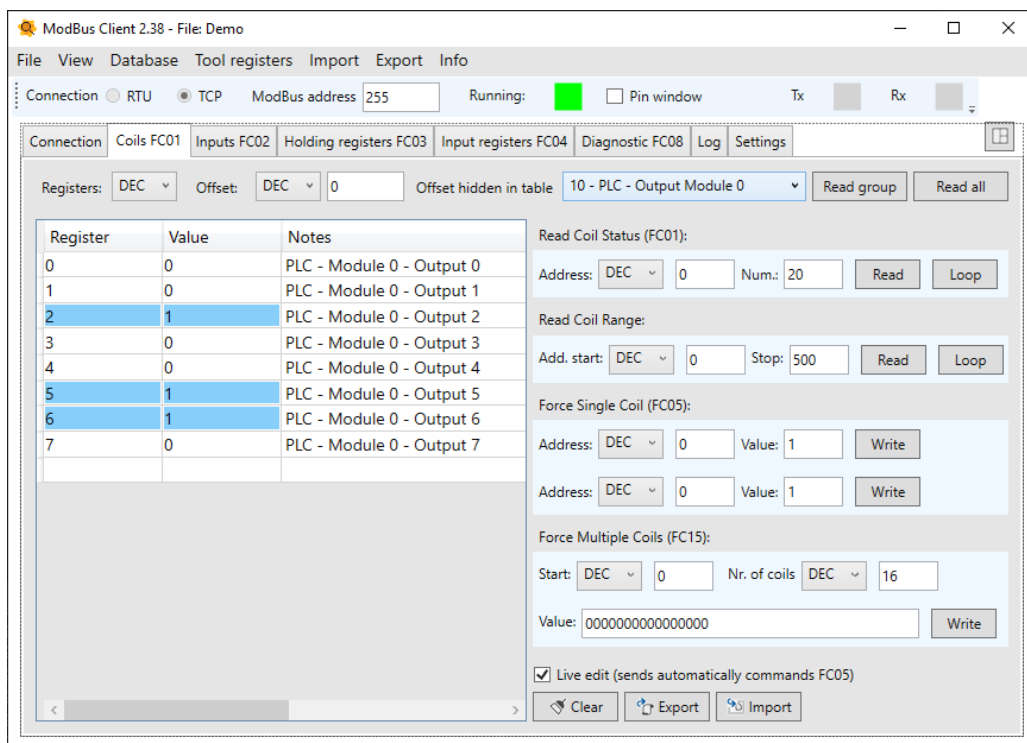 ModBus Client 2.38 - File: Demo
File View Database Tool registers Import Export Info
Connection RTU TCP ModBus address 255 Running: Pin window Tx Rx
Connection Coils FC01 Inputs FC02 Holding registers FC03 Input registers FC04 Diagnostic FC08 Log Settings
Registers: DEC Offset: DEC 0 Offset hidden in table 10 - PLC - Output Module 0 Read group Read all
Register Value Notes
0 0 PLC - Module 0 - Output 0
1 0 PLC - Module 0 - Output 1
2 1 PLC - Module 0 - Output 2
3 0 PLC - Module 0 - Output 3
4 0 PLC - Module 0 - Output 4
5 1 PLC - Module 0 - Output 5
6 1 PLC - Module 0 - Output 6
7 0 PLC - Module 0 - Output 7
Read Coil Status (FC01):
Address: DEC 0 Num.: 20 Read Loop
Read Coil Range:
Add. start: DEC 0 Stop: 500 Read Loop
Force Single Coil (FC05):
Address: DEC 0 Value: 1 Write
Address: DEC 0 Value: 1 Write
Force Multiple Coils (FC15):
Start: DEC 0 Nr. of coils DEC 16
Value: 0000000000000000 Write
Live edit (sends automatically commands FC05)
Clear Export Import